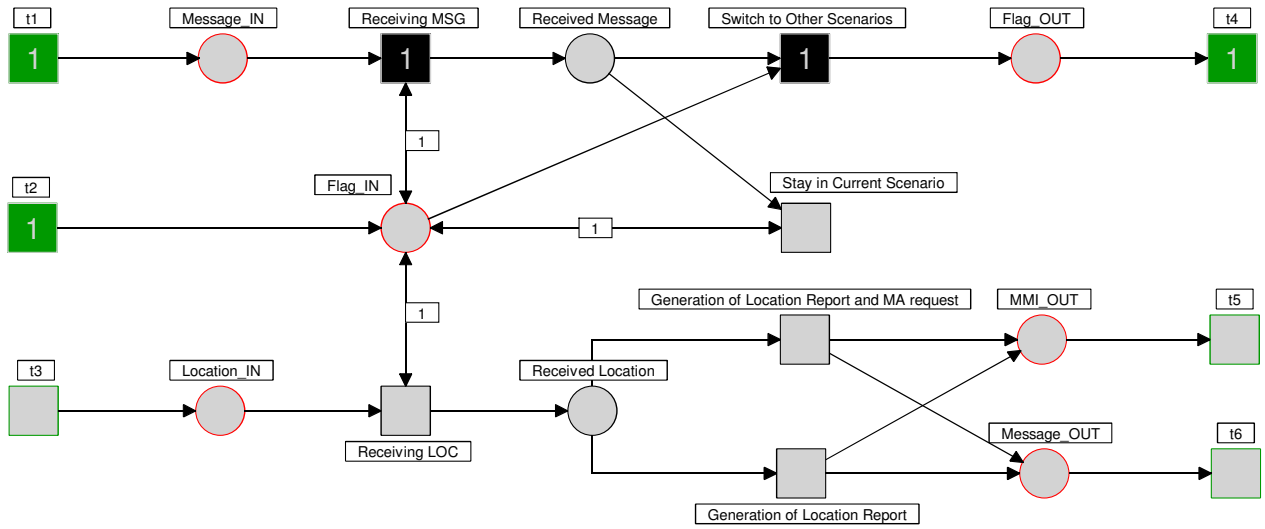 t1
Message_IN
Receiving MSG
Received Message
Switch to Other Scenarios
Flag_OUT
t4
1
1
1
1
1
t2
Flag_IN
Stay in Current Scenario
1
1
1
Generation of Location Report and MA request
MMI_OUT
t5
t3
Location_IN
Received Location
Receiving LOC
Message_OUT
t6
Generation of Location Report